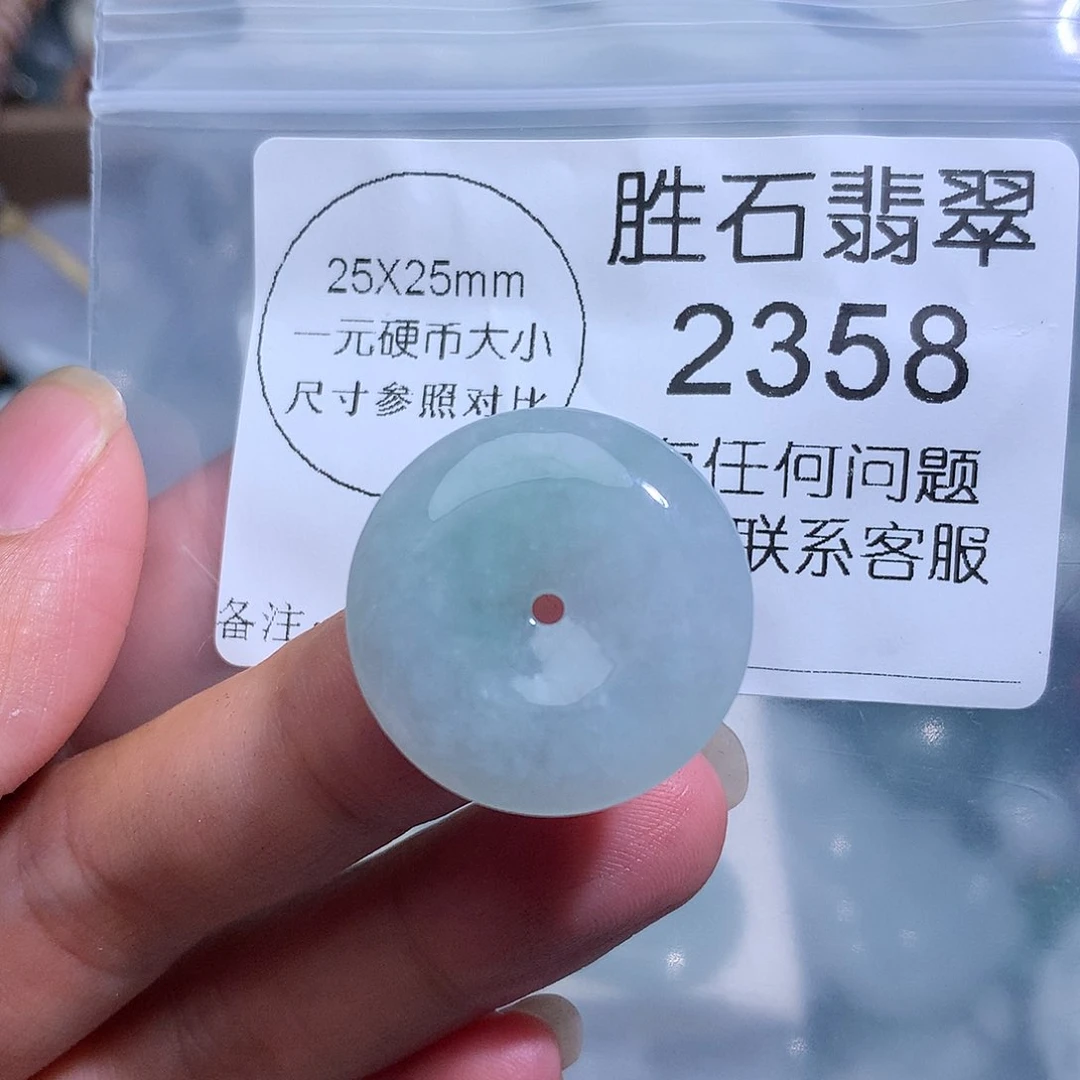 25X25mm
一元硬币大小
尺寸参照对比
胜石翡翠
2358
任何问题
联系客服
备注